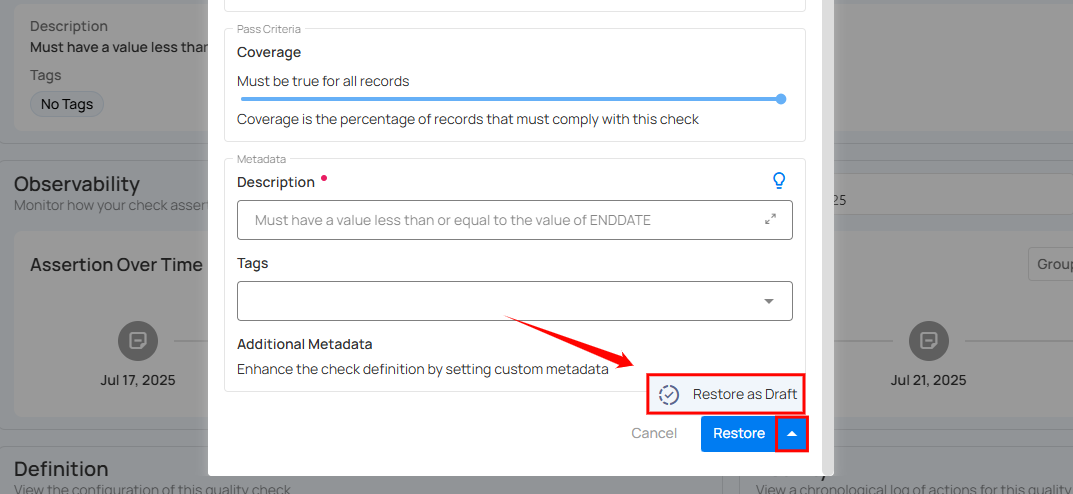 Description
Must have a value less than
Tags
No Tags
Observability
Monitor how your check assert
Assertion Over Time
Jul 17, 2025
Definition
View the configuration of this quality check
Pass Criteria
Coverage
Must be true for all records
Coverage is the percentage of records that must comply with this check
Metadata
Description
Must have a value less than or equal to the value of ENDDATE
Tags
Additional Metadata
Enhance the check definition by setting custom metadata
Restore as Draft
Cancel
Restore
25
Group
Jul 21, 2025
View a chronological log of actions for this quality